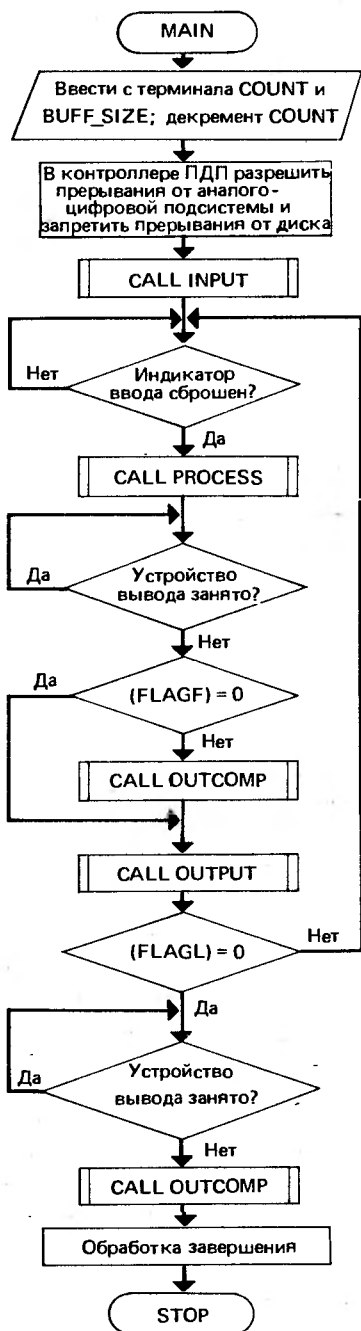 MAIN
Ввести с терминала COUNT и
BUFF_SIZE; декремент COUNT
В контроллере ПДП разрешить
прерывания от аналого-
цифровой подсистемы и
запретить прерывания от диска
CALL INPUT
Нет
Индикатор
ввода сброшен?
Да
CALL PROCESS
Да
Устройство
вывода занято?
Нет
Да
(FLAGF) = 0
Нет
CALL OUTCOMP
CALL OUTPUT
(FLAGL) = 0
Нет
Да
Да
Устройство
вывода занято?
Нет
CALL OUTCOMP
Обработка завершения
STOP